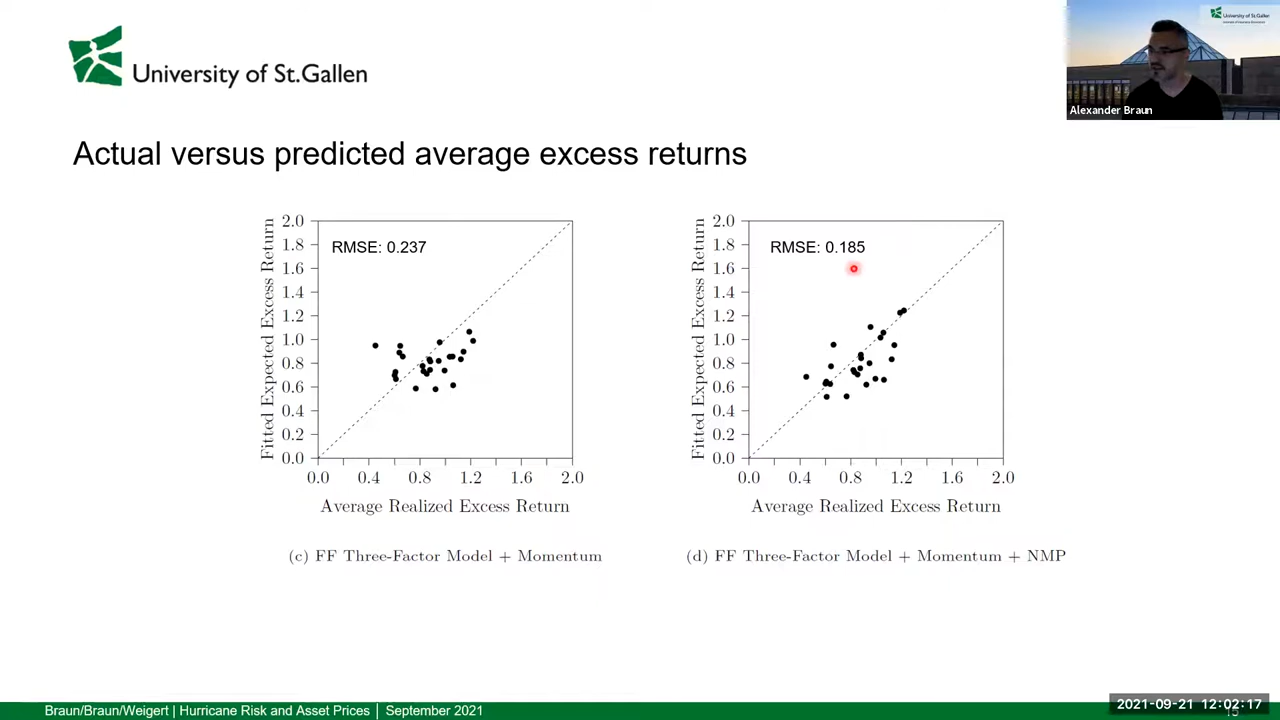 University of St.Gallen
University of St.Gallen
Alexander Braun
Actual versus predicted average excess returns
Fitted Expected Excess Return
2.0
1.8
1.6
1.4
1.2
1.0
0.8
0.6
0.4
0.2
0.0
RMSE: 0.237
0.0 0.4 0.8 1.2 1.6 2.0
Average Realized Excess Return
(c) FF Three-Factor Model + Momentum
Fitted Expected Excess Return
2.0
1.8
1.6
1.4
1.2
1.0
0.8
0.6
0.4
0.2
0.0
RMSE: 0.185
0.0 0.4 0.8 1.2 1.6 2.0
Average Realized Excess Return
(d) FF Three-Factor Model + Momentum + NMP
Braun/Braun/Weigert | Hurricane Risk and Asset Prices | September 2021
2021-09-21 12:02:17